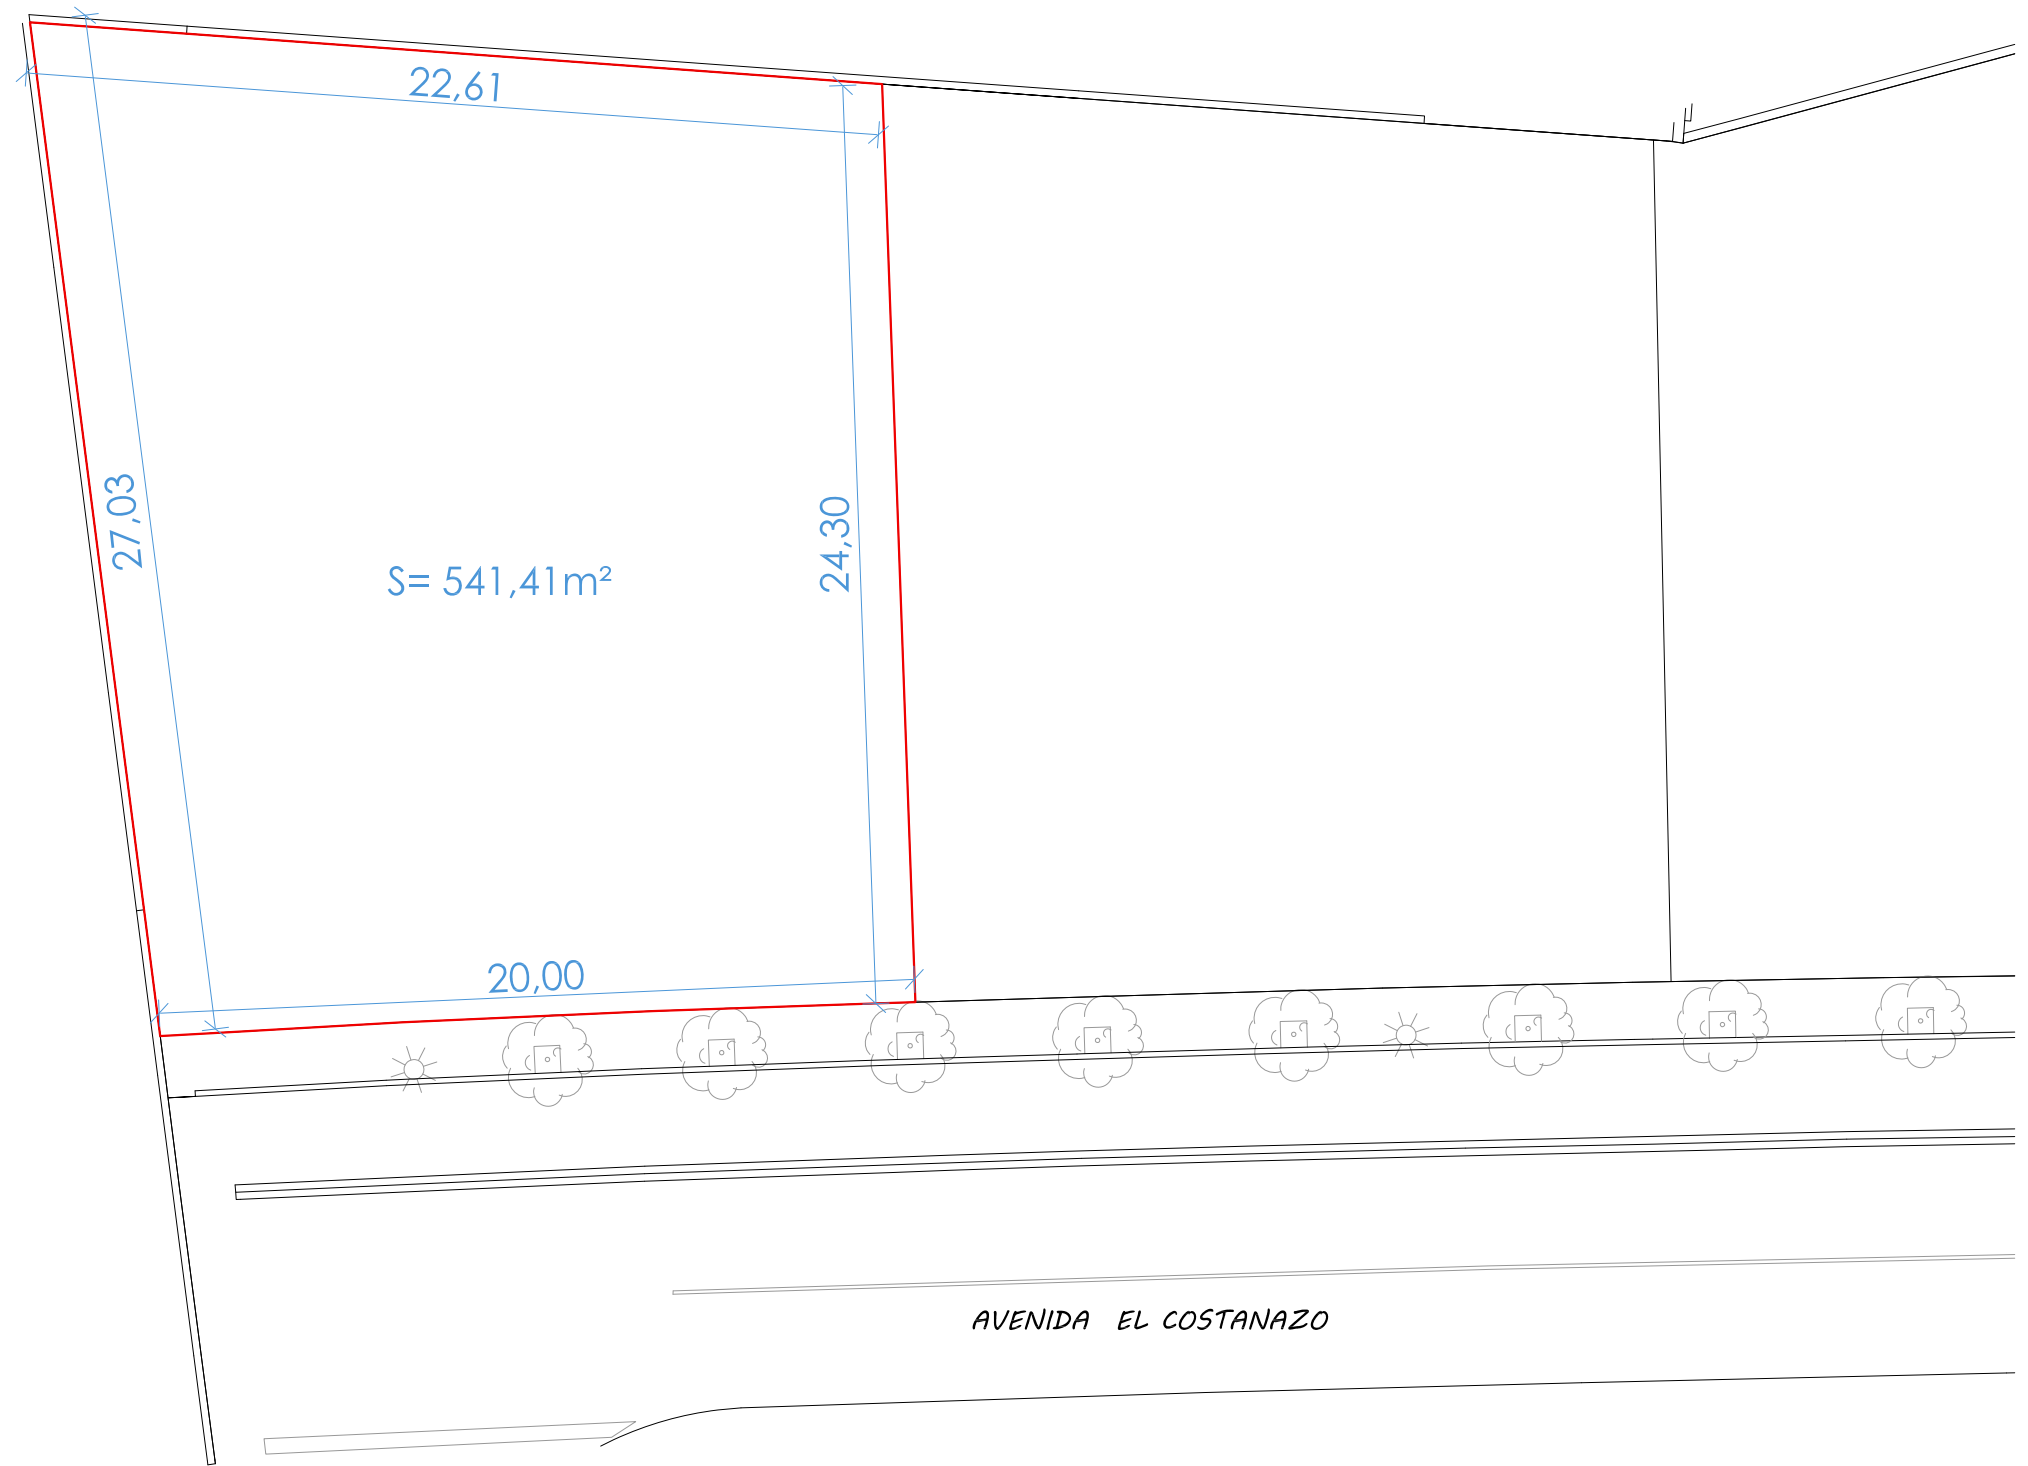 22,61
27,03
24,30
S= 541,41m²
20,00
AVENIDA EL COSTANAZO